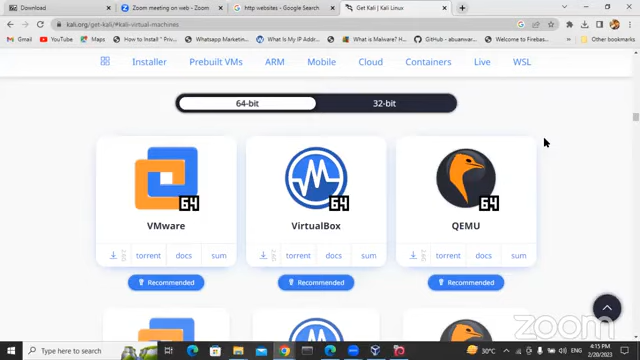 Download
Zoom meeting on web - Zoom
http websites - Google Search
Get Kali | Kali Linux
kali.org/get-kali/#kali-virtual-machines
Gmail
YouTube
Maps
How to Install " Priv...
Whatsapp Marketing...
What Is My IP Addr...
What is Malware? H...
GitHub - abuanwar...
Welcome to Firebas...
Other bookmarks
Installer
Prebuilt VMs
ARM
Mobile
Cloud
Containers
Live
WSL
64-bit
32-bit
64
64
64
VMware
VirtualBox
QEMU
torrent
docs
sum
torrent
docs
sum
torrent
docs
sum
Recommended
Recommended
Recommended
zoom
Type here to search
30°C
ENG
4:15 PM
2/20/2023